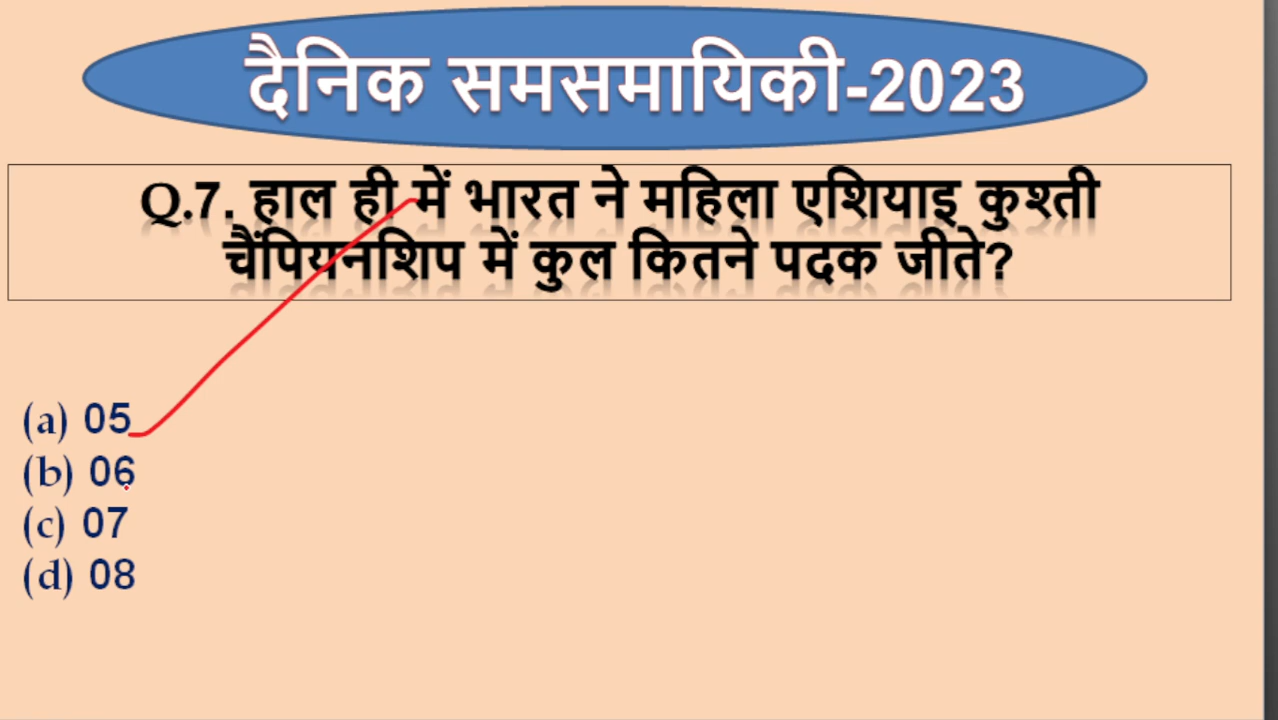 दैनिक समसमायिकी-2023
Q.7. हाल ही में भारत ने महिला एशियाइ कुश्ती
चैंपियनशिप में कुल कितने पदक जीते?
(a) 05
(b) 06
(c) 07
(d) 08